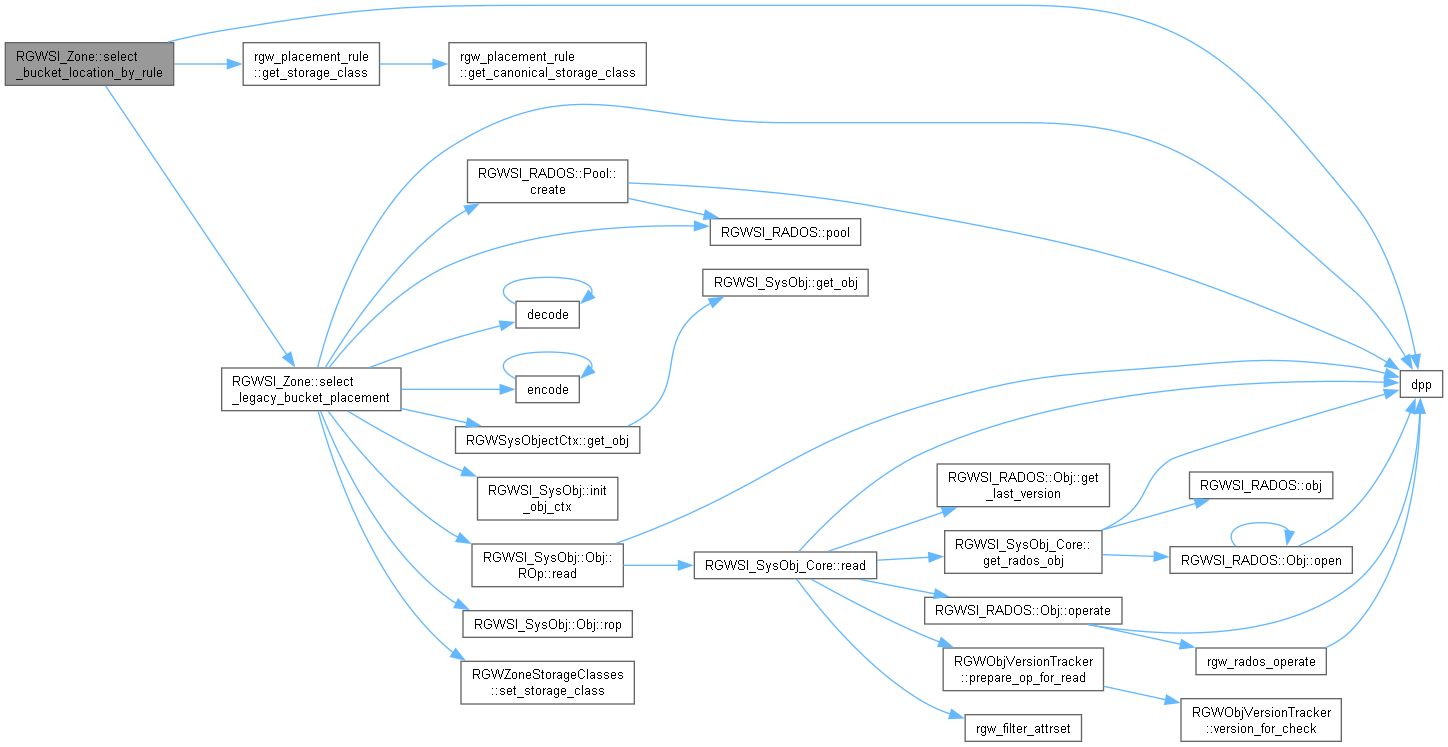 RGWSI_Zone::select
_bucket_location_by_rule
rgw_placement_rule
::get_storage_class
rgw_placement_rule
::get_canonical_storage_class
RGWSI_RADOS::Pool::
create
RGWSI_RADOS::pool
RGWSI_SysObj::get_obj
decode
encode
RGWSI_Zone::select
_legacy_bucket_placement
dpp
RGWSysObjectCtx::get_obj
RGWSI_SysObj::init
_obj_ctx
RGWSI_RADOS::Obj::get
_last_version
RGWSI_RADOS::obj
RGWSI_SysObj::Obj::
ROp::read
RGWSI_SysObj_Core::read
RGWSI_SysObj_Core::
get_rados_obj
RGWSI_RADOS::Obj::open
RGWSI_RADOS::Obj::operate
RGWSI_SysObj::Obj::rop
rgw_rados_operate
RGWObjVersionTracker
::prepare_op_for_read
RGWZoneStorageClasses
::set_storage_class
RGWObjVersionTracker
::version_for_check
rgw_filter_attrset